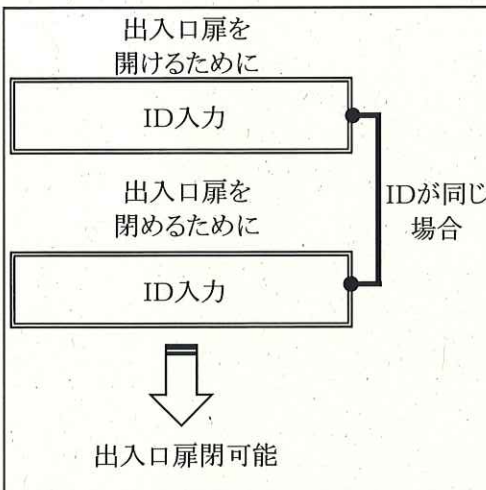 出入口扉を
開けるために
ID入力
出入口扉を
閉めるために
IDが同じ
場合
ID入力
出入口扉閉可能